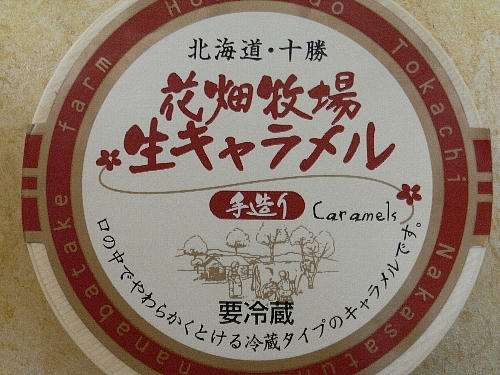 Hokkaido Tokachi Nakasatsu
hanabatake farm
北海道・十勝
花畑牧場
生キャラメル
手造り
Caramels
要冷蔵
口の中でやわらかくとける冷蔵タイプのキャラメルです。